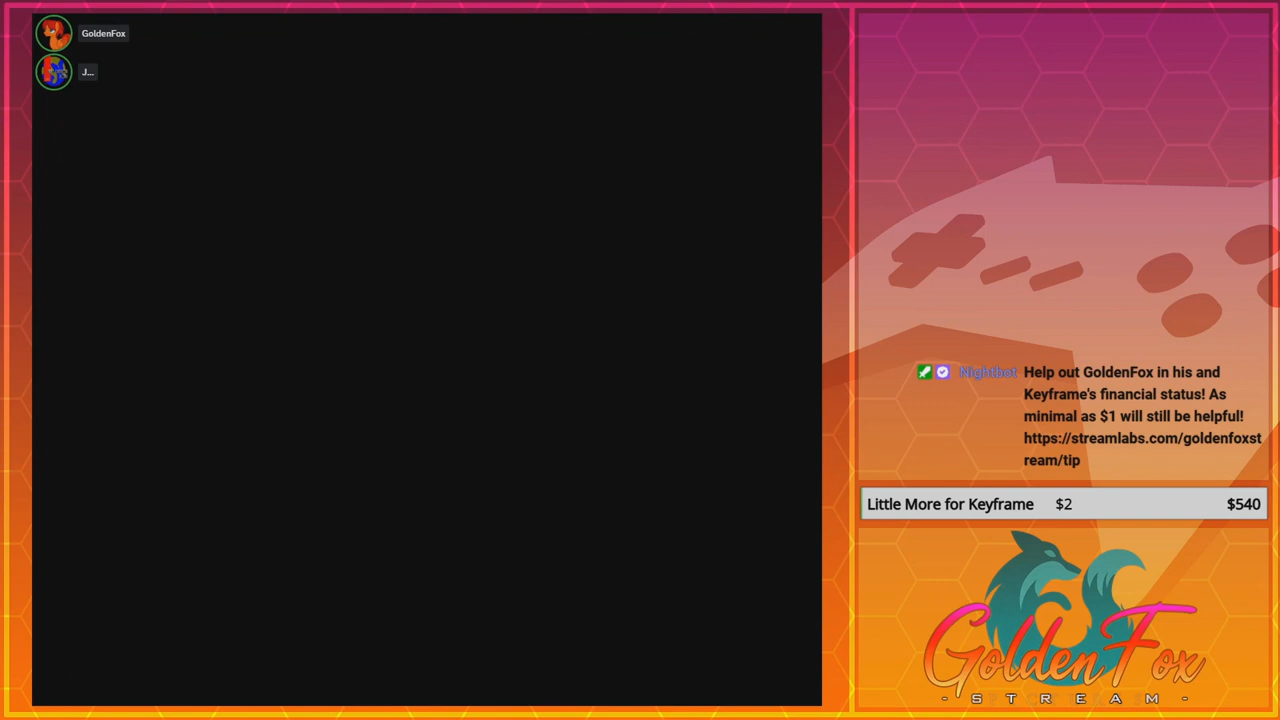 GoldenFox
J...
Nightbot Help out GoldenFox in his and
Keyframe's financial status! As
minimal as $1 will still be helpful!
https://streamlabs.com/goldenfoxst
ream/tip
Little More for Keyframe $2 $540
GoldenFox
- STREAM -